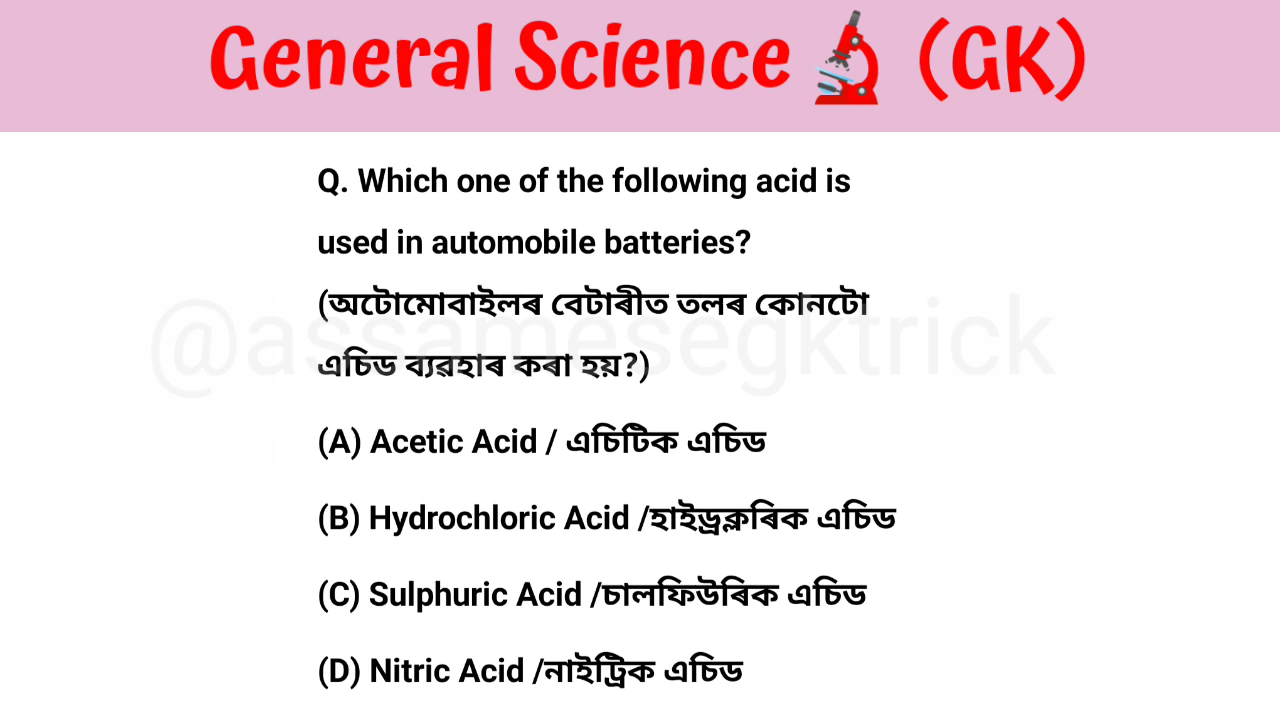 General Science🔬 (GK)
Q. Which one of the following acid is
used in automobile batteries?
(অটোমোবাইলৰ বেটাৰীত তলৰ কোনটো
এচিড ব্যৱহাৰ কৰা হয়?)
@assamesegktrick
(A) Acetic Acid / এচিটিক এচিড
(B) Hydrochloric Acid /হাইড্ৰক্লৰিক এচিড
(C) Sulphuric Acid /চালফিউৰিক এচিড
(D) Nitric Acid /নাইট্ৰিক এচিড